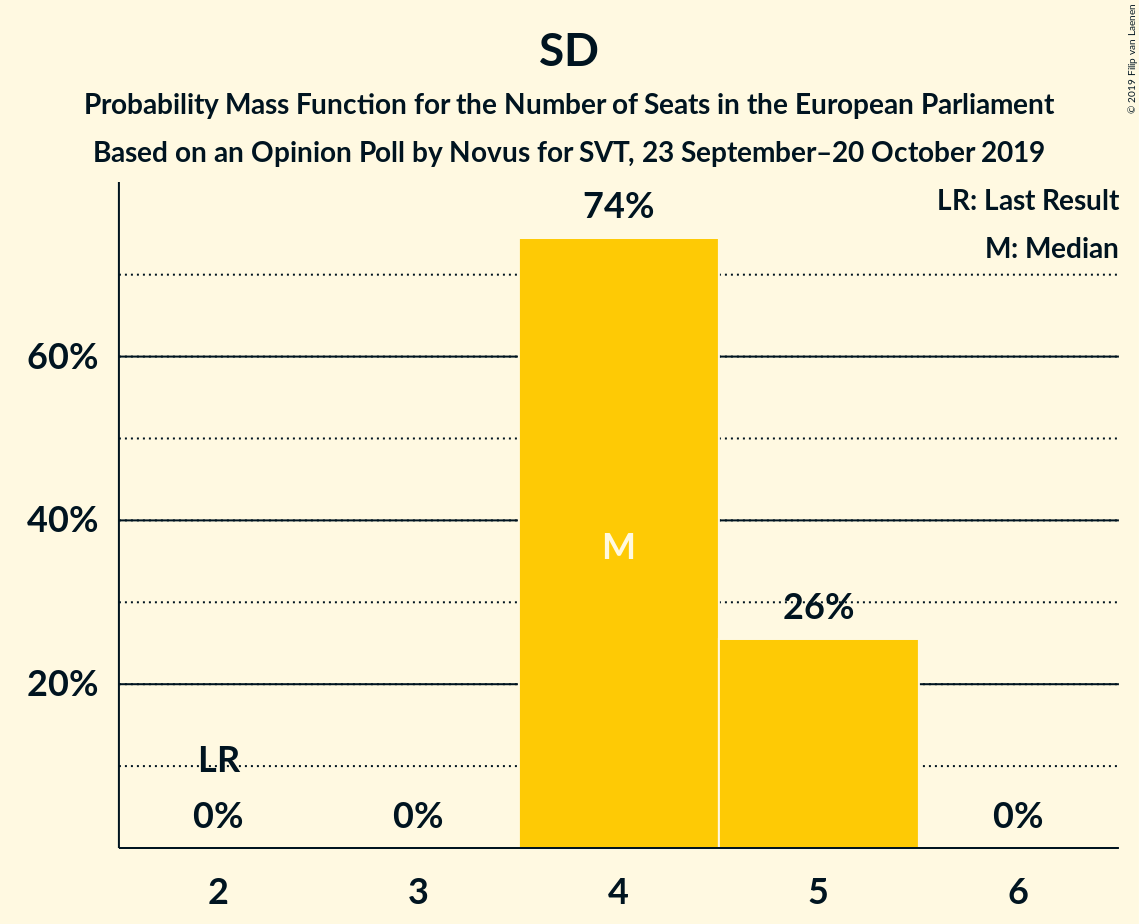 SD
Probability Mass Function for the Number of Seats in the European Parliament
Based on an Opinion Poll by Novus for SVT, 23 September–20 October 2019
© 2019 Filip van Laenen
LR: Last Result
M: Median
74%
60%
40%
M
26%
20%
LR
0%
0%
0%
2
3
4
5
6